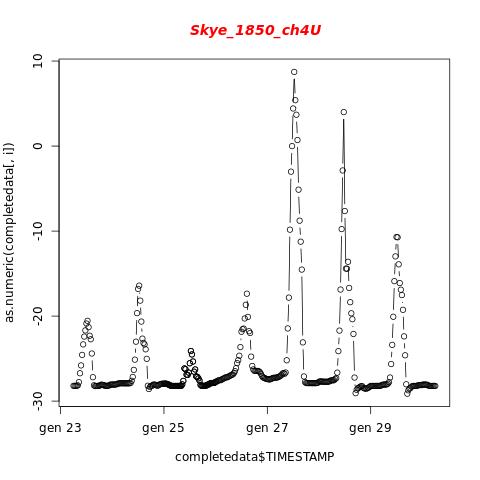 Skye_1850_ch4U
as.numeric(completedata[, i])
10
0
-10
-20
-30
gen 23
gen 25
gen 27
gen 29
completedata$TIMESTAMP